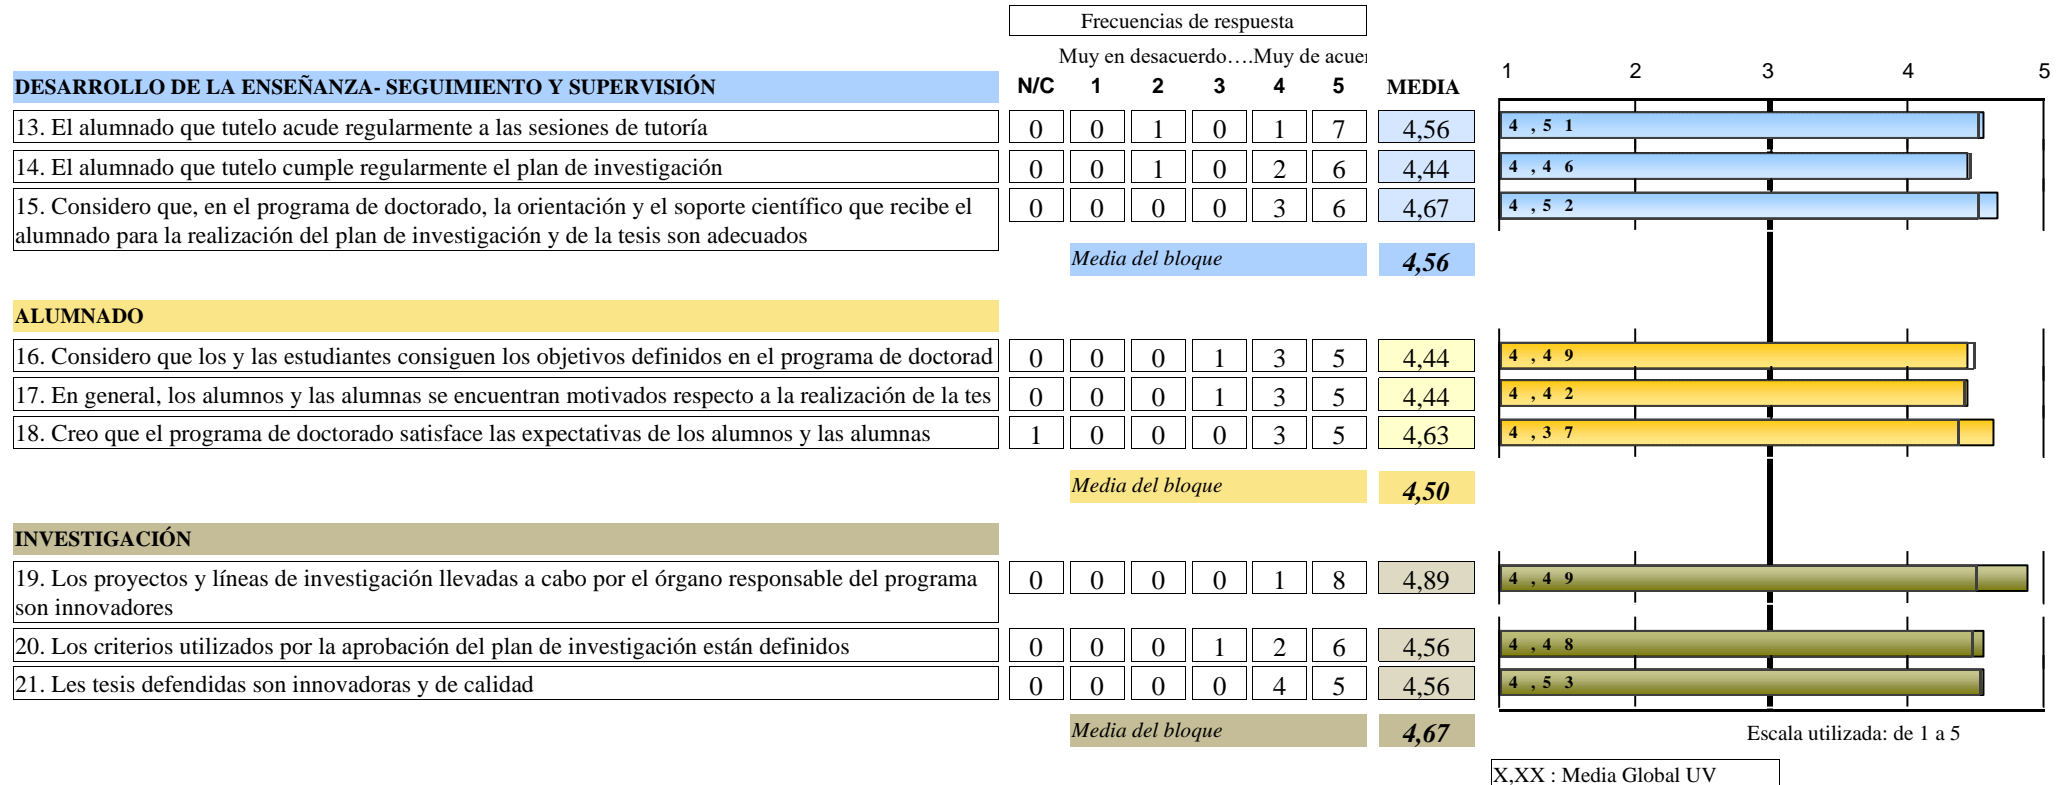 Frecuencias de respuesta
Muy en desacuerdo….Muy de acuer
DESARROLLO DE LA ENSEÑANZA- SEGUIMIENTO Y SUPERVISIÓN N/C 1 2 3 4 5 MEDIA 1 2 3 4 5
13. El alumnado que tutelo acude regularmente a las sesiones de tutoría 0 0 1 0 1 7 4,56 4,51
14. El alumnado que tutelo cumple regularmente el plan de investigación 0 0 1 0 2 6 4,44 4,46
15. Considero que, en el programa de doctorado, la orientación y el soporte científico que recibe el 0 0 0 0 3 6 4,67 4,52
alumnado para la realización del plan de investigación y de la tesis son adecuados
Media del bloque 4,56
ALUMNADO
16. Considero que los y las estudiantes consiguen los objetivos definidos en el programa de doctorad 0 0 0 1 3 5 4,44 4,49
17. En general, los alumnos y las alumnas se encuentran motivados respecto a la realización de la tes 0 0 0 1 3 5 4,44 4,42
18. Creo que el programa de doctorado satisface las expectativas de los alumnos y las alumnas 1 0 0 0 3 5 4,63 4,37
Media del bloque 4,50
INVESTIGACIÓN
19. Los proyectos y líneas de investigación llevadas a cabo por el órgano responsable del programa 0 0 0 0 1 8 4,89 4,49
son innovadores
20. Los criterios utilizados por la aprobación del plan de investigación están definidos 0 0 0 1 2 6 4,56 4,48
21. Les tesis defendidas son innovadoras y de calidad 0 0 0 0 4 5 4,56 4,53
Media del bloque 4,67
Escala utilizada: de 1 a 5
X,XX : Media Global UV